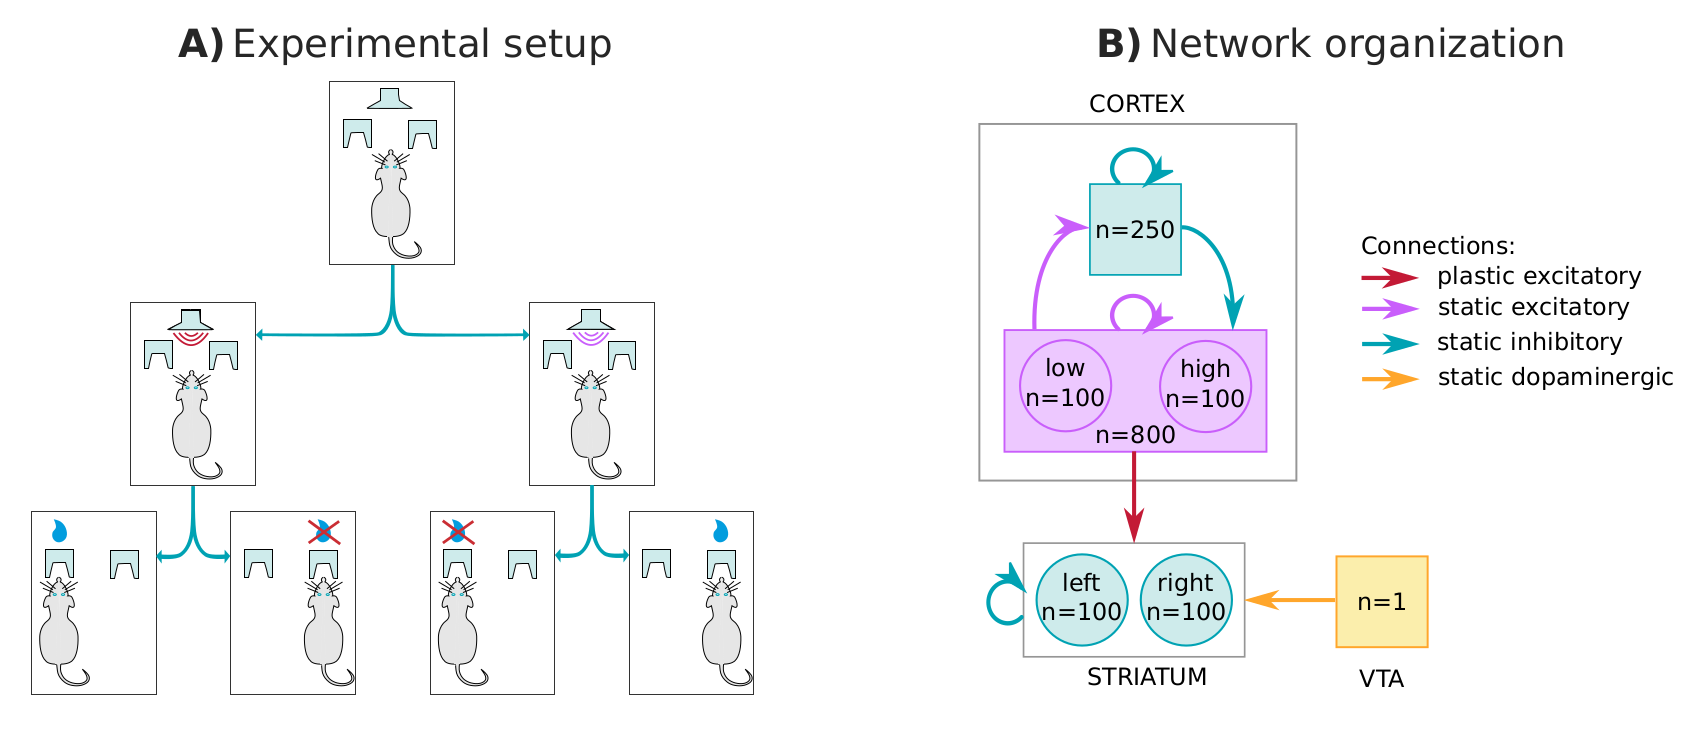 A) Experimental setup
B) Network organization
CORTEX
n=250
low
n=100
high
n=100
n=800
left
n=100
right
n=100
STRIATUM
n=1
VTA
Connections:
plastic excitatory
static excitatory
static inhibitory
static dopaminergic